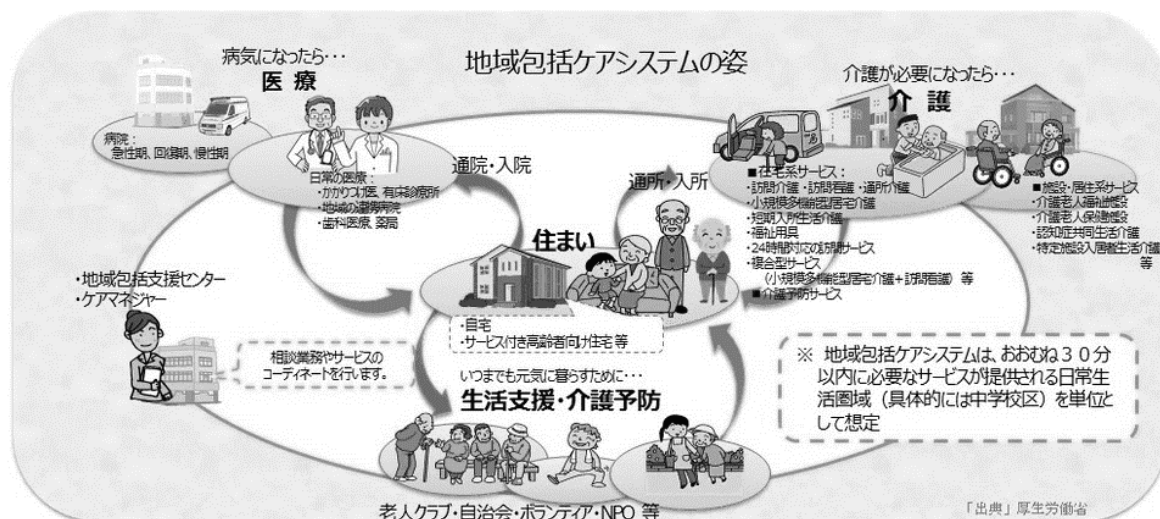 地域包括ケアシステムの姿
病気になったら･･･
医 療
病院：
急性期、回復期、慢性期
日常の医療：
・かかりつけ医、有床診療所
・地域の連携病院
・歯科医療、薬局
通院・入院
通所・入所
介護が必要になったら･･･
介 護
■在宅系サービス：
・訪問介護・訪問看護・通所介護
・小規模多機能型居宅介護
・短期入所生活介護
・福祉用具
・24時間対応の訪問サービス
・複合型サービス
（小規模多機能型居宅介護＋訪問看護）等
■介護予防サービス
■施設・居住系サービス
・介護老人福祉施設
・介護老人保健施設
・認知症共同生活介護
・特定施設入居者生活介護
等
住まい
・自宅
・サービス付き高齢者向け住宅 等
・地域包括支援センター
・ケアマネジャー
相談業務やサービスの
コーディネートを行います。
いつまでも元気に暮らすために･･･
生活支援・介護予防
老人クラブ・自治会・ボランティア・NPO 等
※ 地域包括ケアシステムは、おおむね３０分
以内に必要なサービスが提供される日常生
活圏域（具体的には中学校区）を単位とし
て想定
「出典」厚生労働省